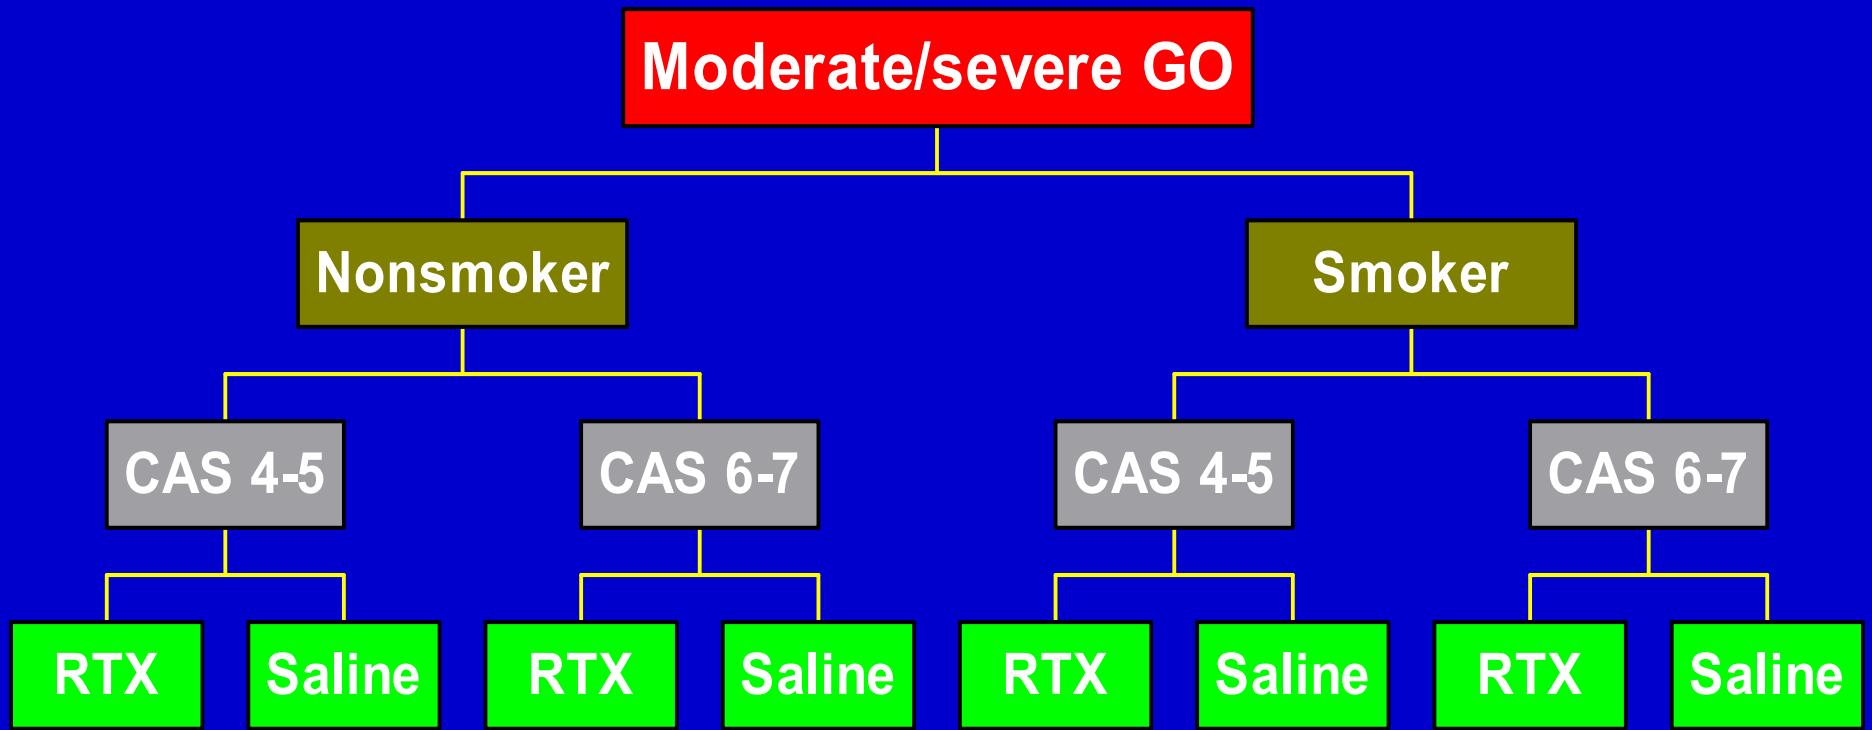 Moderate/severe GO
Nonsmoker
Smoker
CAS 4-5
CAS 6-7
CAS 4-5
CAS 6-7
RTX
Saline
RTX
Saline
RTX
Saline
RTX
Saline